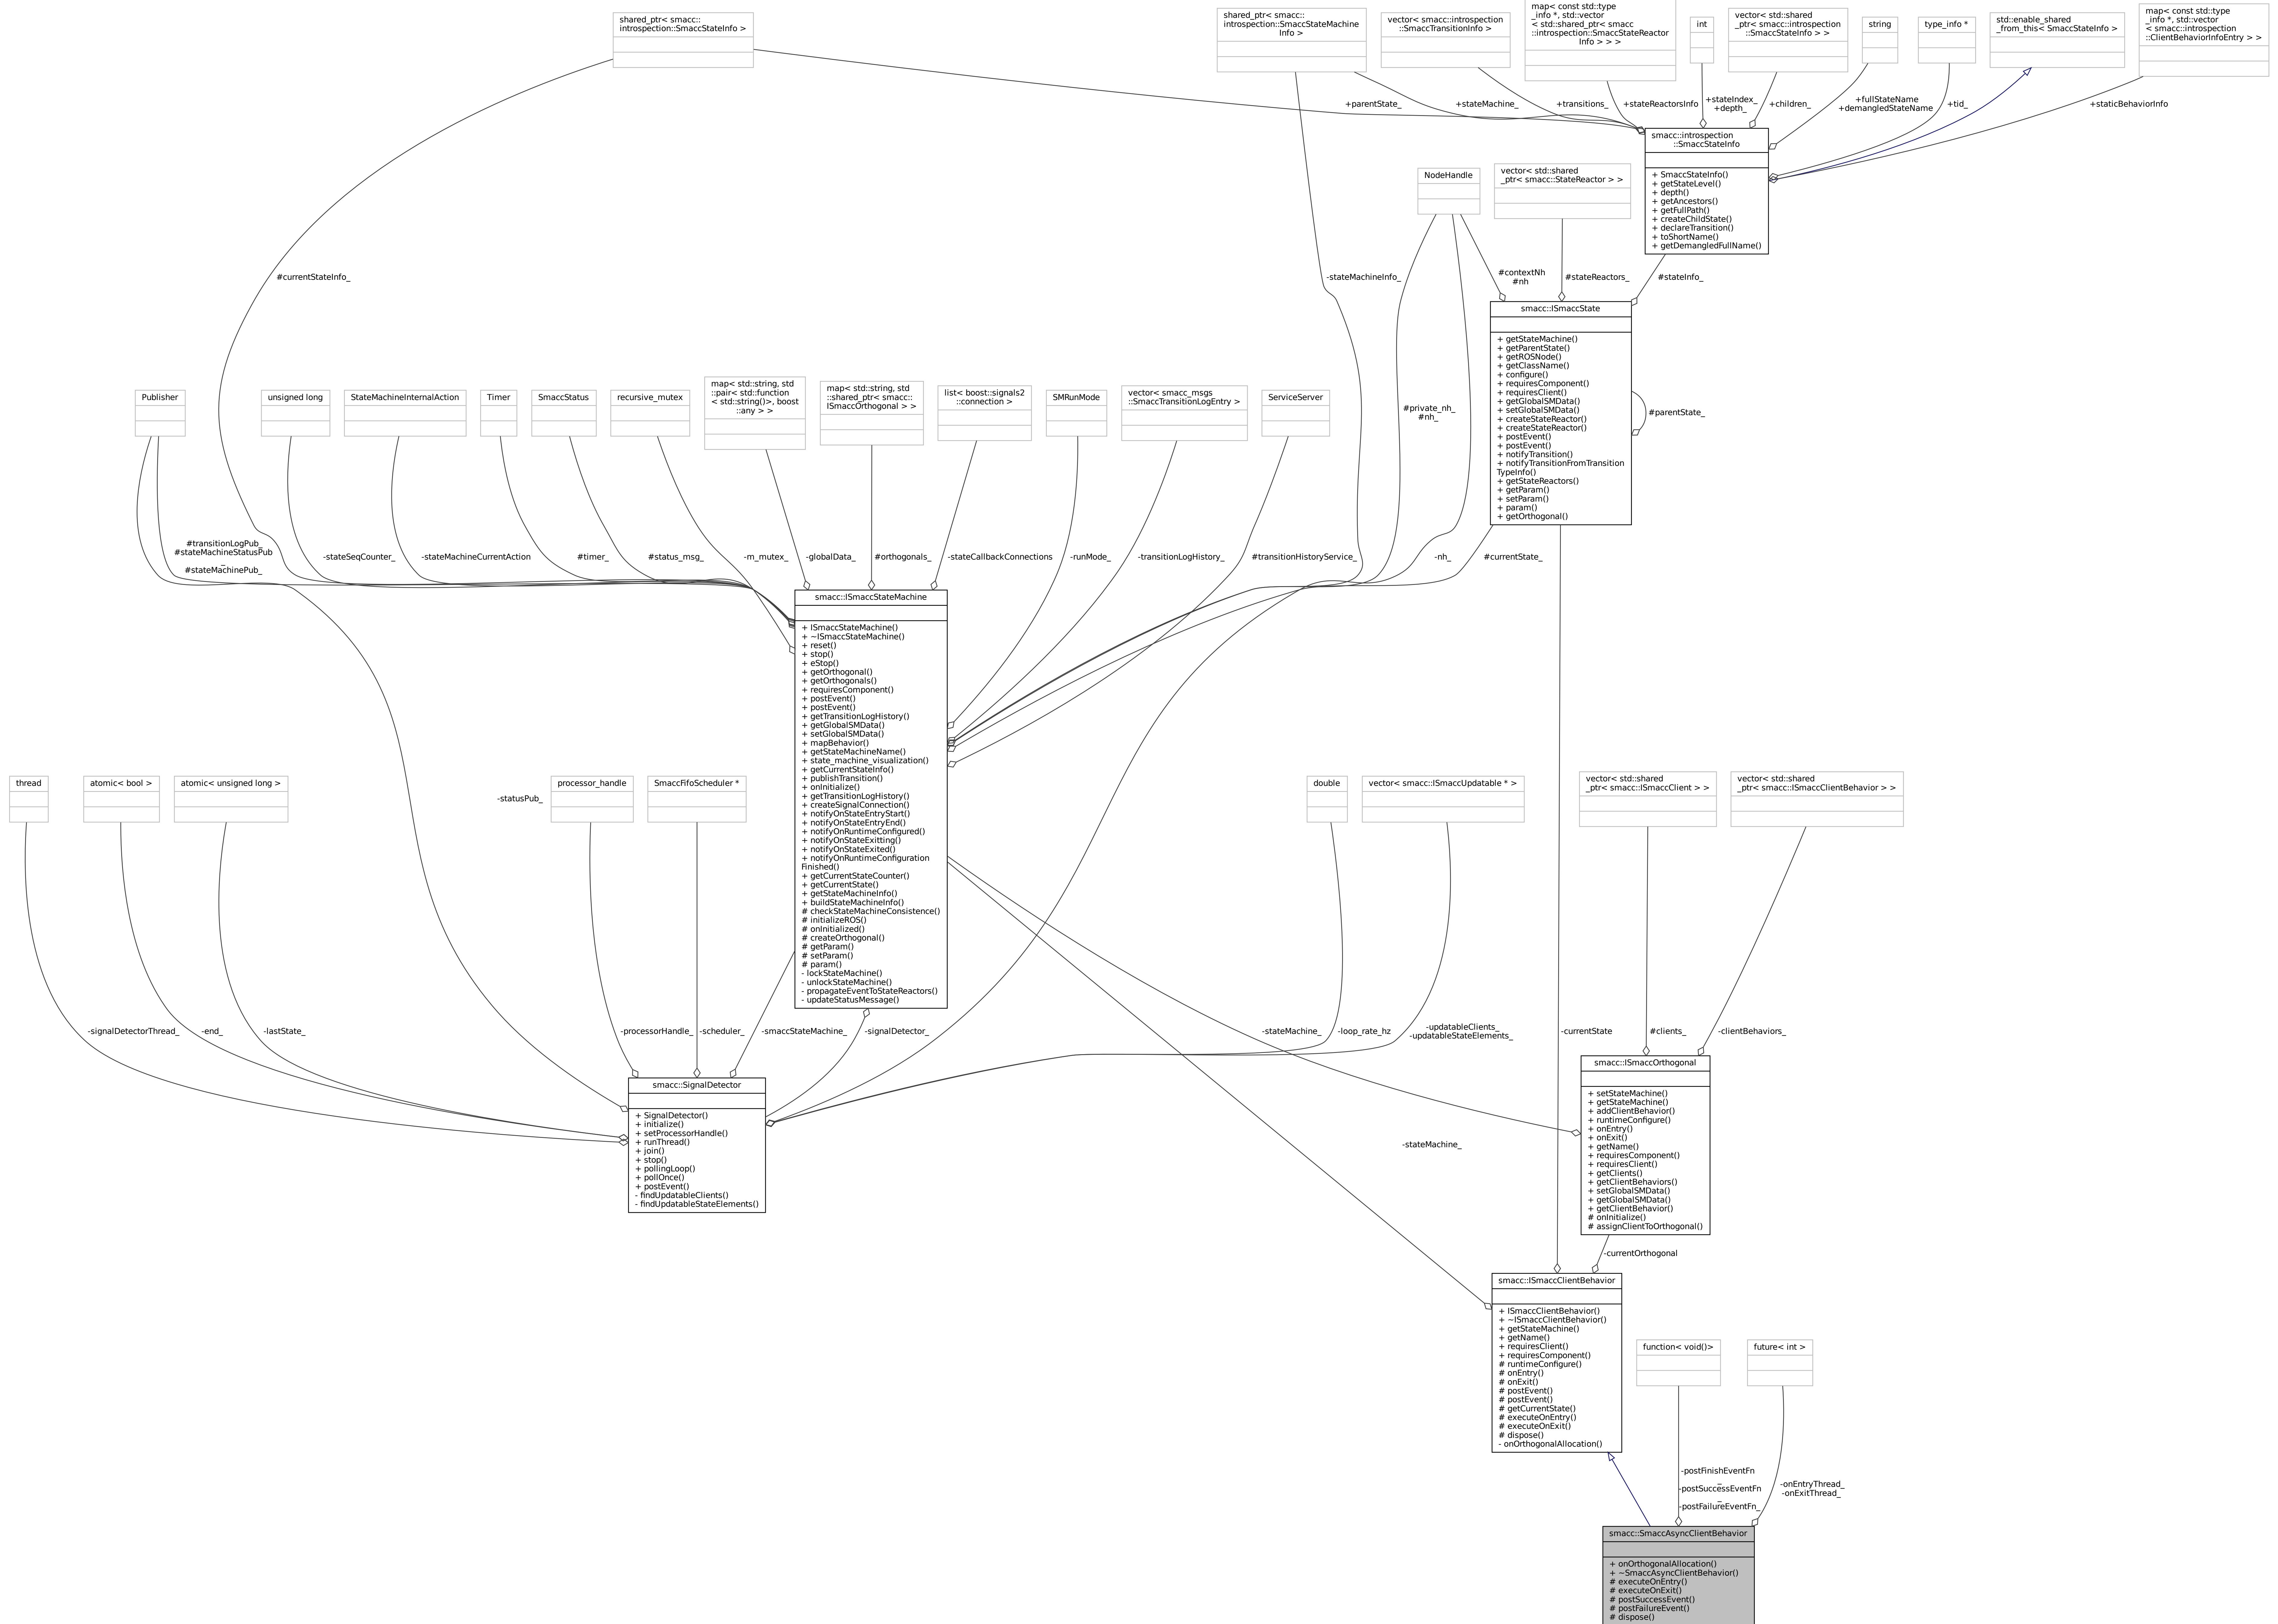 shared_ptr< smacc::
introspection::SmaccStateInfo >
shared_ptr< smacc::
introspection::SmaccStateMachine
Info >
vector< smacc::introspection
::SmaccTransitionInfo >
map< const std::type
_info *, std::vector
< std::shared_ptr< smacc
::introspection::SmaccStateReactor
Info > > >
int
vector< std::shared
_ptr< smacc::introspection
::SmaccStateInfo > >
string
type_info *
std::enable_shared
_from_this< SmaccStateInfo >
map< const std::type
_info *, std::vector
< smacc::introspection
::ClientBehaviorInfoEntry > >
+parentState_
+stateMachine_
+transitions_
+stateReactorsInfo
+stateIndex_
+depth_
+children_
+fullStateName
+demangledStateName
+tid_
+staticBehaviorInfo
smacc::introspection
::SmaccStateInfo
+ SmaccStateInfo()
+ getStateLevel()
+ depth()
+ getAncestors()
+ getFullPath()
+ createChildState()
+ declareTransition()
+ toShortName()
+ getDemangledFullName()
NodeHandle
vector< std::shared
_ptr< smacc::StateReactor > >
#currentStateInfo_
-stateMachineInfo_
#contextNh
#nh
#stateReactors_
#stateInfo_
smacc::ISmaccState
+ getStateMachine()
+ getParentState()
+ getROSNode()
+ getClassName()
+ configure()
+ requiresComponent()
+ requiresClient()
+ getGlobalSMData()
+ setGlobalSMData()
+ createStateReactor()
+ createStateReactor()
+ postEvent()
+ postEvent()
+ notifyTransition()
+ notifyTransitionFromTransition
TypeInfo()
+ getStateReactors()
+ getParam()
+ setParam()
+ param()
+ getOrthogonal()
#parentState_
#private_nh_
#nh_
Publisher
unsigned long
StateMachineInternalAction
Timer
SmaccStatus
recursive_mutex
map< std::string, std
::pair< std::function
< std::string()>, boost
::any > >
map< std::string, std
::shared_ptr< smacc::
ISmaccOrthogonal > >
list< boost::signals2
::connection >
SMRunMode
vector< smacc_msgs
::SmaccTransitionLogEntry >
ServiceServer
#transitionLogPub_
#stateMachineStatusPub
_
#stateMachinePub_
-stateSeqCounter_
-stateMachineCurrentAction
#timer_
#status_msg_
-m_mutex_
-globalData_
#orthogonals_
-stateCallbackConnections
-runMode_
-transitionLogHistory_
#transitionHistoryService_
-nh_
#currentState_
smacc::ISmaccStateMachine
+ ISmaccStateMachine()
+ ~ISmaccStateMachine()
+ reset()
+ stop()
+ eStop()
+ getOrthogonal()
+ getOrthogonals()
+ requiresComponent()
+ postEvent()
+ postEvent()
+ getTransitionLogHistory()
+ getGlobalSMData()
+ setGlobalSMData()
+ mapBehavior()
+ getStateMachineName()
+ state_machine_visualization()
+ getCurrentStateInfo()
+ publishTransition()
+ onInitialize()
+ getTransitionLogHistory()
+ createSignalConnection()
+ notifyOnStateEntryStart()
+ notifyOnStateEntryEnd()
+ notifyOnRuntimeConfigured()
+ notifyOnStateExitting()
+ notifyOnStateExited()
+ notifyOnRuntimeConfiguration
Finished()
+ getCurrentStateCounter()
+ getCurrentState()
+ getStateMachineInfo()
+ buildStateMachineInfo()
# checkStateMachineConsistence()
# initializeROS()
# onInitialized()
# createOrthogonal()
# getParam()
# setParam()
# param()
- lockStateMachine()
- unlockStateMachine()
- propagateEventToStateReactors()
- updateStatusMessage()
thread
atomic< bool >
atomic< unsigned long >
-statusPub_
processor_handle
SmaccFifoScheduler *
double
vector< smacc::ISmaccUpdatable * >
vector< std::shared
_ptr< smacc::ISmaccClient > >
vector< std::shared
_ptr< smacc::ISmaccClientBehavior > >
-signalDetectorThread_
-end_
-lastState_
-processorHandle_
-scheduler_
-smaccStateMachine_
-signalDetector_
-stateMachine_
-loop_rate_hz
-updatableClients_
-updatableStateElements_
-currentState
#clients_
-clientBehaviors_
smacc::SignalDetector
+ SignalDetector()
+ initialize()
+ setProcessorHandle()
+ runThread()
+ join()
+ stop()
+ pollingLoop()
+ pollOnce()
+ postEvent()
- findUpdatableClients()
- findUpdatableStateElements()
smacc::ISmaccOrthogonal
+ setStateMachine()
+ getStateMachine()
+ addClientBehavior()
+ runtimeConfigure()
+ onEntry()
+ onExit()
+ getName()
+ requiresComponent()
+ requiresClient()
+ getClients()
+ getClientBehaviors()
+ setGlobalSMData()
+ getGlobalSMData()
+ getClientBehavior()
# onInitialize()
# assignClientToOrthogonal()
-stateMachine_
-currentOrthogonal
smacc::ISmaccClientBehavior
+ ISmaccClientBehavior()
+ ~ISmaccClientBehavior()
+ getStateMachine()
+ getName()
+ requiresClient()
+ requiresComponent()
# runtimeConfigure()
# onEntry()
# onExit()
# postEvent()
# postEvent()
# getCurrentState()
# executeOnEntry()
# executeOnExit()
# dispose()
- onOrthogonalAllocation()
function< void()>
future< int >
-postFinishEventFn
_
-postSuccessEventFn
_
-postFailureEventFn_
-onEntryThread_
-onExitThread_
smacc::SmaccAsyncClientBehavior
+ onOrthogonalAllocation()
+ ~SmaccAsyncClientBehavior()
# executeOnEntry()
# executeOnExit()
# postSuccessEvent()
# postFailureEvent()
# dispose()